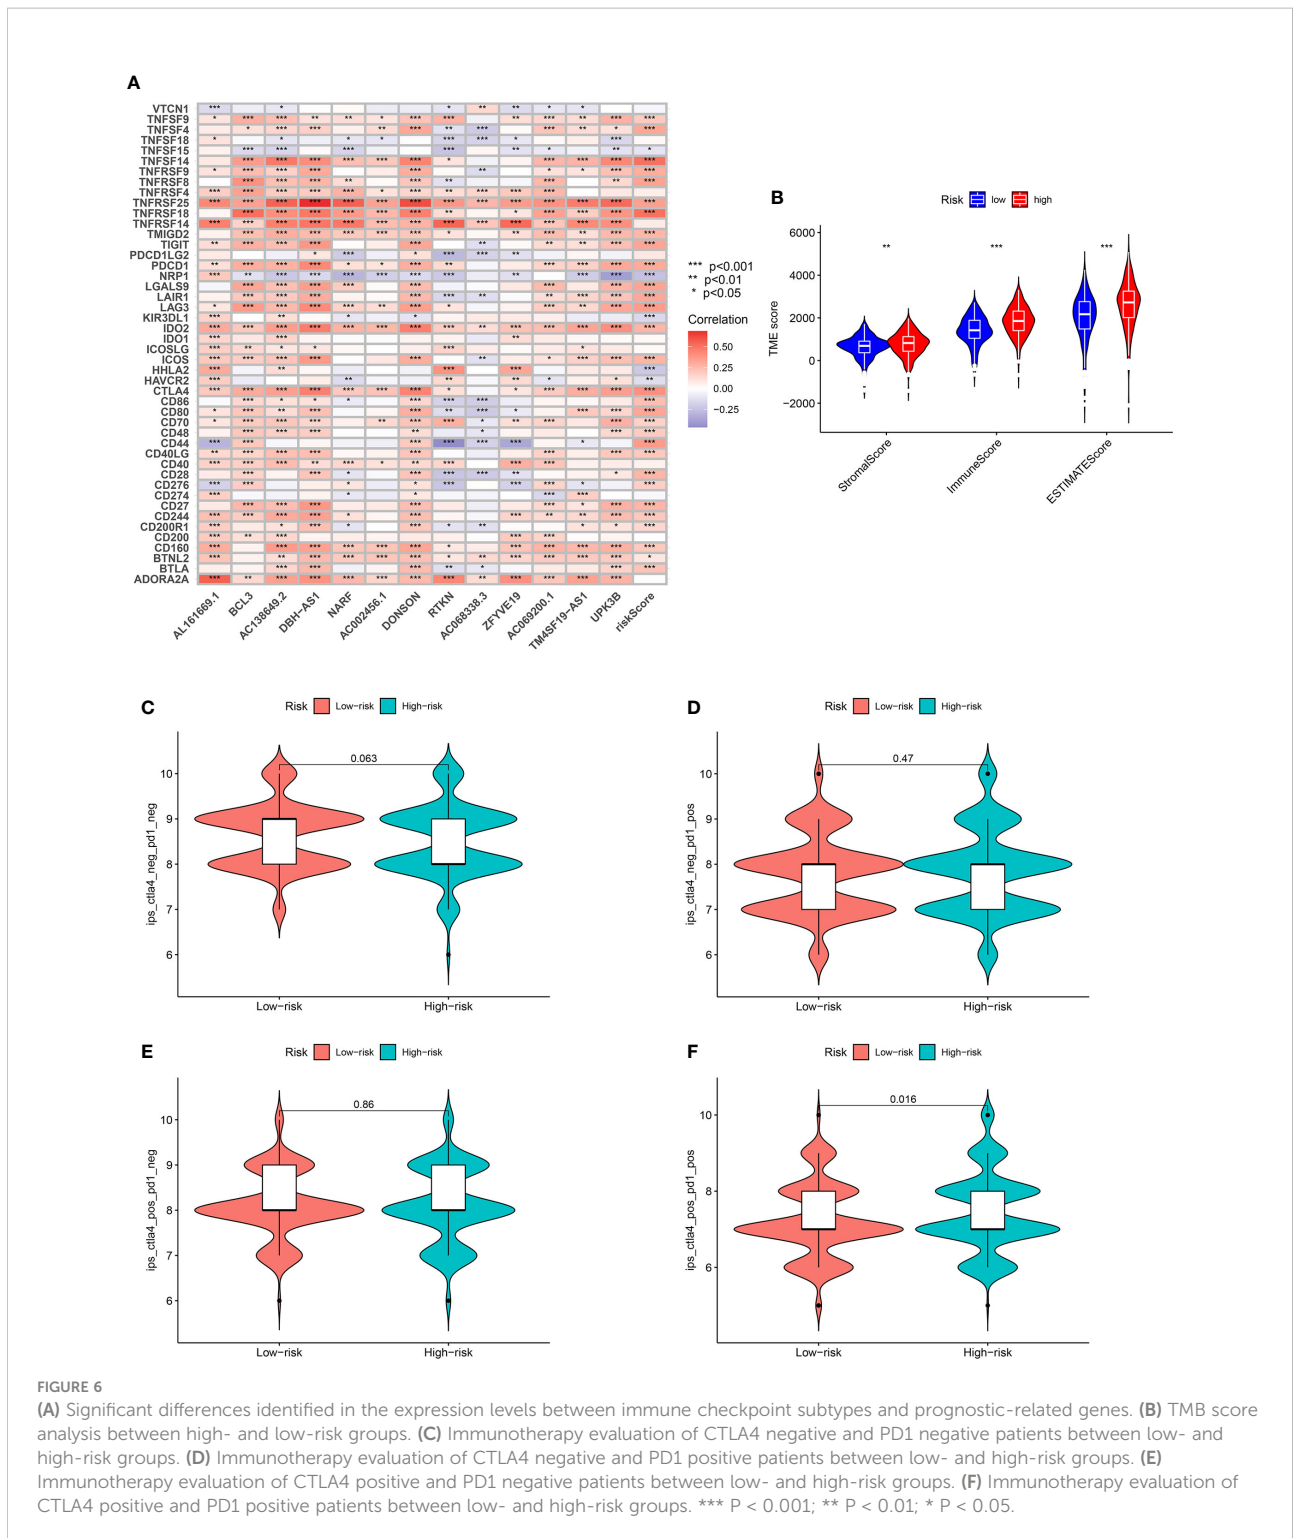 A
VTCN1
TNFSF9
TNFSF4
TNFSF18
TNFSF15
TNFSF14
TNFRSF9
TNFRSF8
TNFRSF4
TNFRSF25
TNFRSF18
TNFRSF14
TMIGD2
TIGIT
PDCD1LG2
PDCD1
NRP1
LGALS9
LAIR1
LAG3
KIR3DL1
IDO2
IDO1
ICOSLG
ICOS
HHLA2
HAVCR2
CTLA4
CD86
CD80
CD70
CD48
CD44
CD40LG
CD40
CD28
CD276
CD274
CD27
CD244
CD200R1
CD200
CD160
BTNL2
BTLA
ADORA2A
AL161669.1
BCL3
AC138649.2
DBH−AS1
NARF
AC002456.1
DONSON
RTKN
AC068338.3
ZFYVE19
AC069200.1
TM4SF19−AS1
UPK3B
riskScore
*** p<0.001
** p<0.01
* p<0.05
Correlation
0.50
0.25
0.00
−0.25
B
Risk low high
TME score
6000
4000
2000
0
−2000
** *** ***
StromalScore
ImmuneScore
ESTIMATEScore
C
Risk Low−risk High−risk
ips_ctla4_neg_pd1_neg
0.063
10
9
8
7
6
Low−risk High−risk
D
Risk Low−risk High−risk
ips_ctla4_neg_pd1_pos
0.47
10
9
8
7
6
Low−risk High−risk
E
Risk Low−risk High−risk
ips_ctla4_pos_pd1_neg
0.86
10
9
8
7
6
Low−risk High−risk
F
Risk Low−risk High−risk
ips_ctla4_pos_pd1_pos
0.016
10
8
6
Low−risk High−risk
FIGURE 6
(A) Significant differences identified in the expression levels between immune checkpoint subtypes and prognostic-related genes. (B) TMB score
analysis between high- and low-risk groups. (C) Immunotherapy evaluation of CTLA4 negative and PD1 negative patients between low- and
high-risk groups. (D) Immunotherapy evaluation of CTLA4 negative and PD1 positive patients between low- and high-risk groups. (E)
Immunotherapy evaluation of CTLA4 positive and PD1 negative patients between low- and high-risk groups. (F) Immunotherapy evaluation of
CTLA4 positive and PD1 positive patients between low- and high-risk groups. *** P < 0.001; ** P < 0.01; * P < 0.05.